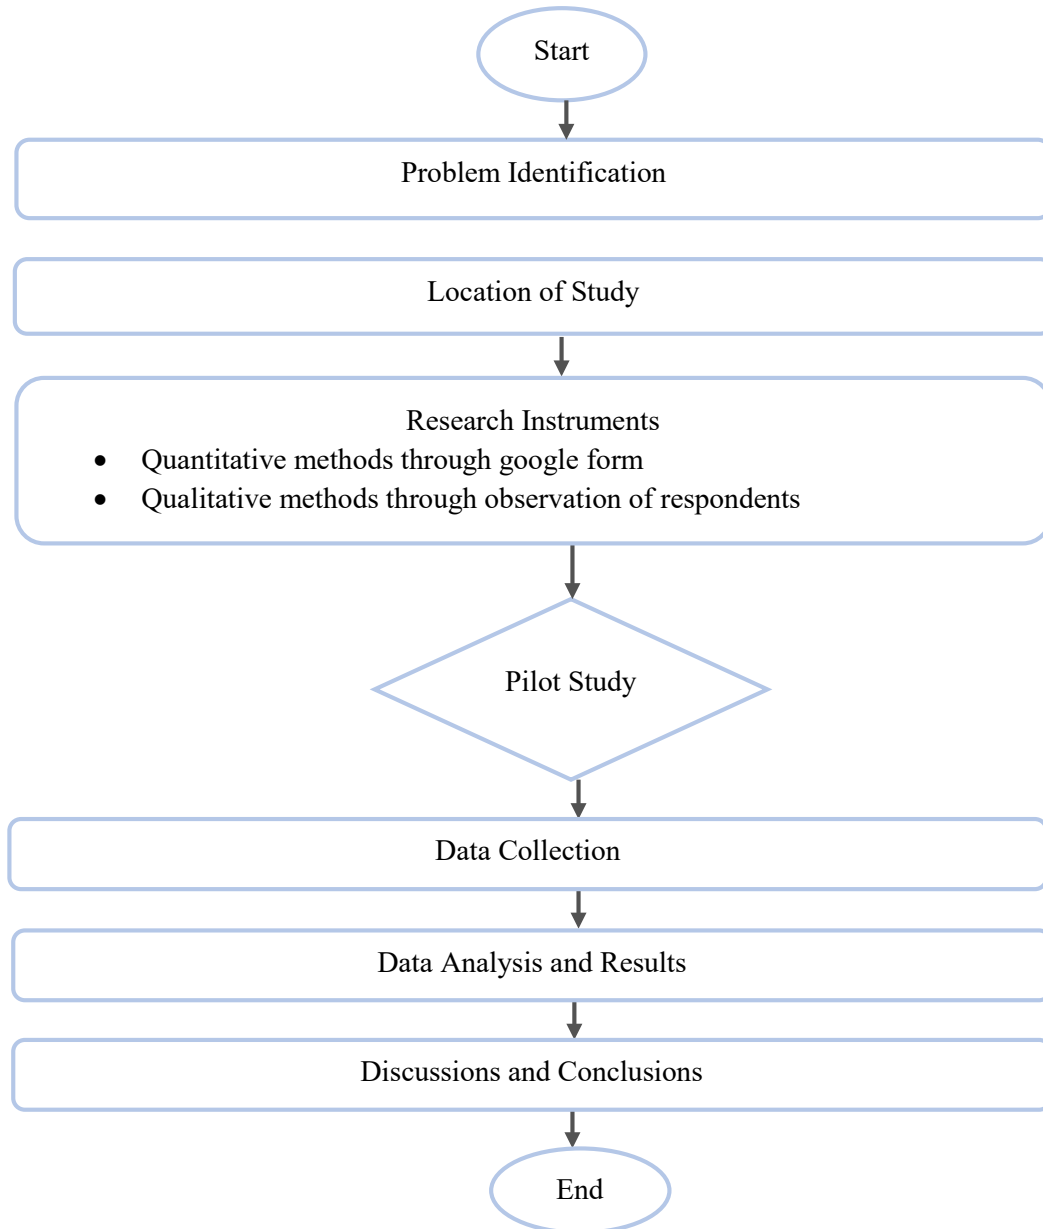 Start
Problem Identification
Location of Study
Research Instruments
• Quantitative methods through google form
• Qualitative methods through observation of respondents
Pilot Study
Data Collection
Data Analysis and Results
Discussions and Conclusions
End